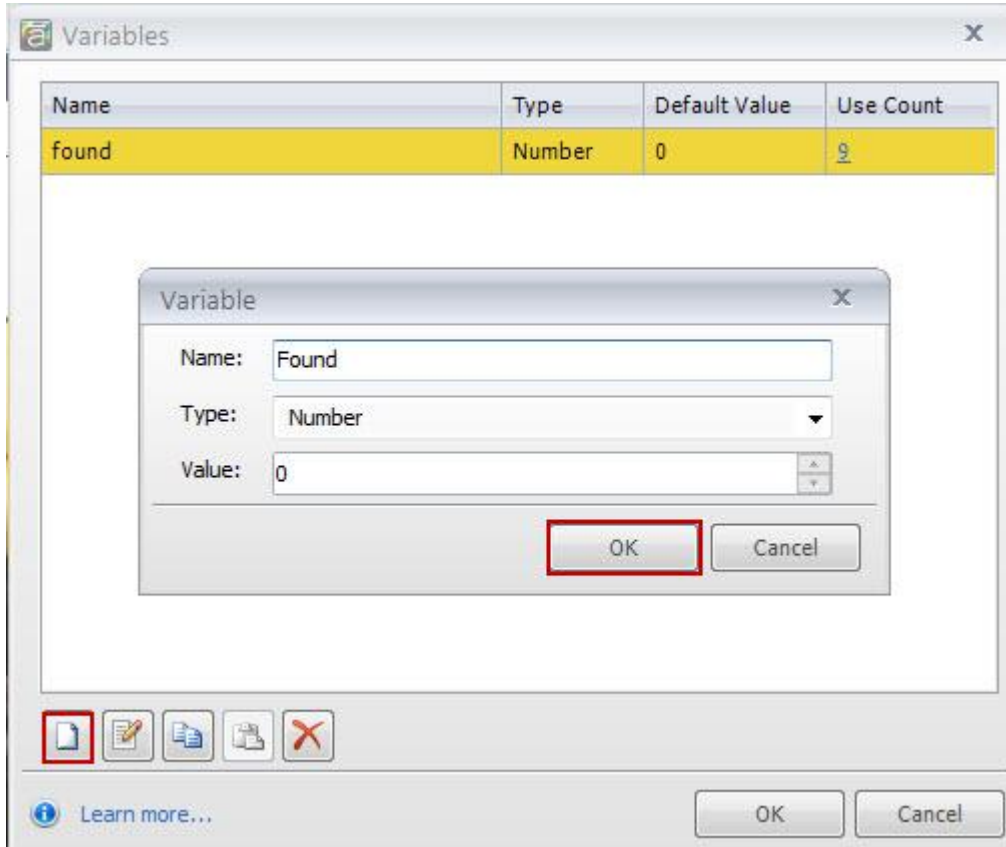 Variables
Name Type Default Value Use Count
found Number 0 9
Variable
Name: Found
Type: Number
Value: 0
OK Cancel
Learn more...
OK Cancel